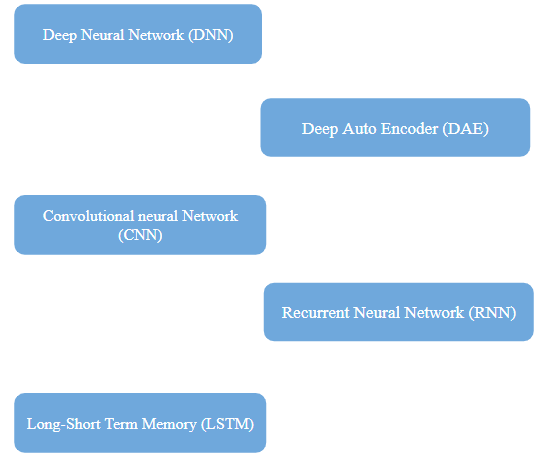 Deep Neural Network (DNN)
Deep Auto Encoder (DAE)
Convolutional neural Network
(CNN)
Recurrent Neural Network (RNN)
Long-Short Term Memory (LSTM)